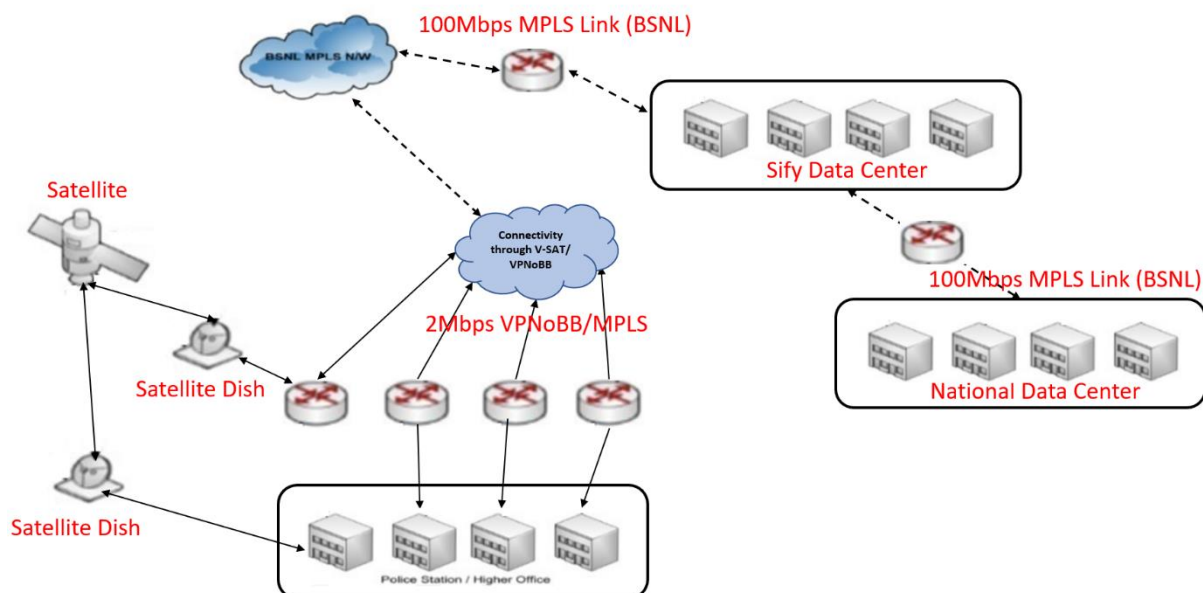 100Mbps MPLS Link (BSNL)
BSNL MPLS N/W
Sify Data Center
Satellite
Connectivity
through V-SAT/
VPNoBB
100Mbps MPLS Link (BSNL)
2Mbps VPNoBB/MPLS
Satellite Dish
National Data Center
Satellite Dish
Police Station / Higher Office